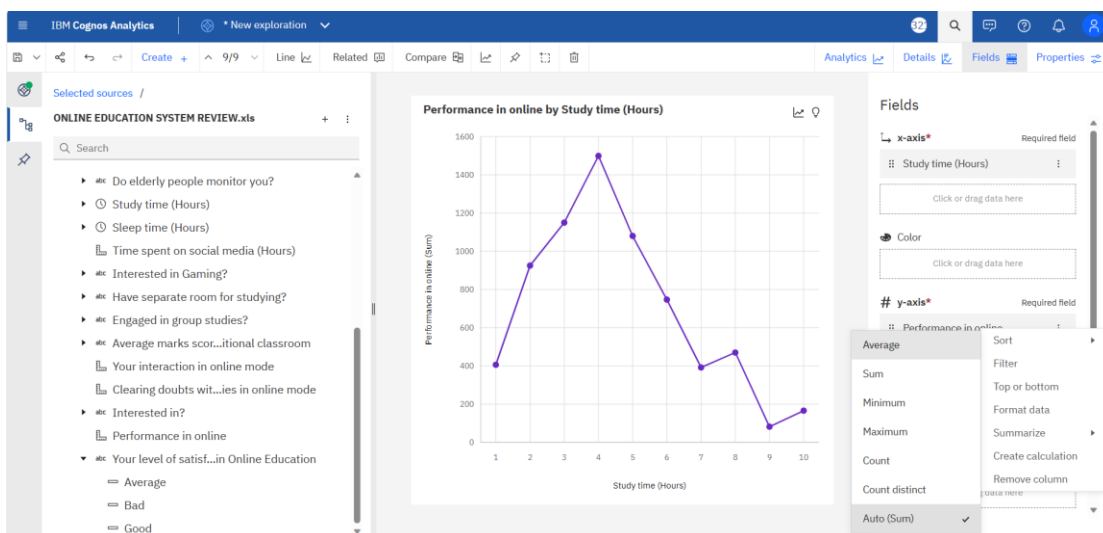 IBM Cognos Analytics
* New exploration
Create +
9/9
Line
Related
Compare
Analytics
Details
Fields
Properties
Selected sources /
ONLINE EDUCATION SYSTEM REVIEW.xls
Search
abc Do elderly people monitor you?
Study time (Hours)
Sleep time (Hours)
Time spent on social media (Hours)
abc Interested in Gaming?
abc Have separate room for studying?
abc Engaged in group studies?
abc Average marks scor...itional classroom
Your interaction in online mode
Clearing doubts wit...ies in online mode
abc Interested in?
Performance in online
abc Your level of satisf...in Online Education
Average
Bad
Good
Performance in online by Study time (Hours)
Performance in online (Sum)
1600
1400
1200
1000
800
600
400
200
0
1 2 3 4 5 6 7 8 9 10
Study time (Hours)
Fields
x-axis* Required field
Study time (Hours)
Click or drag data here
Color
Click or drag data here
# y-axis* Required field
Performance in online
Average
Sum
Minimum
Maximum
Count
Count distinct
Auto (Sum)
Sort
Filter
Top or bottom
Format data
Summarize
Create calculation
Remove column